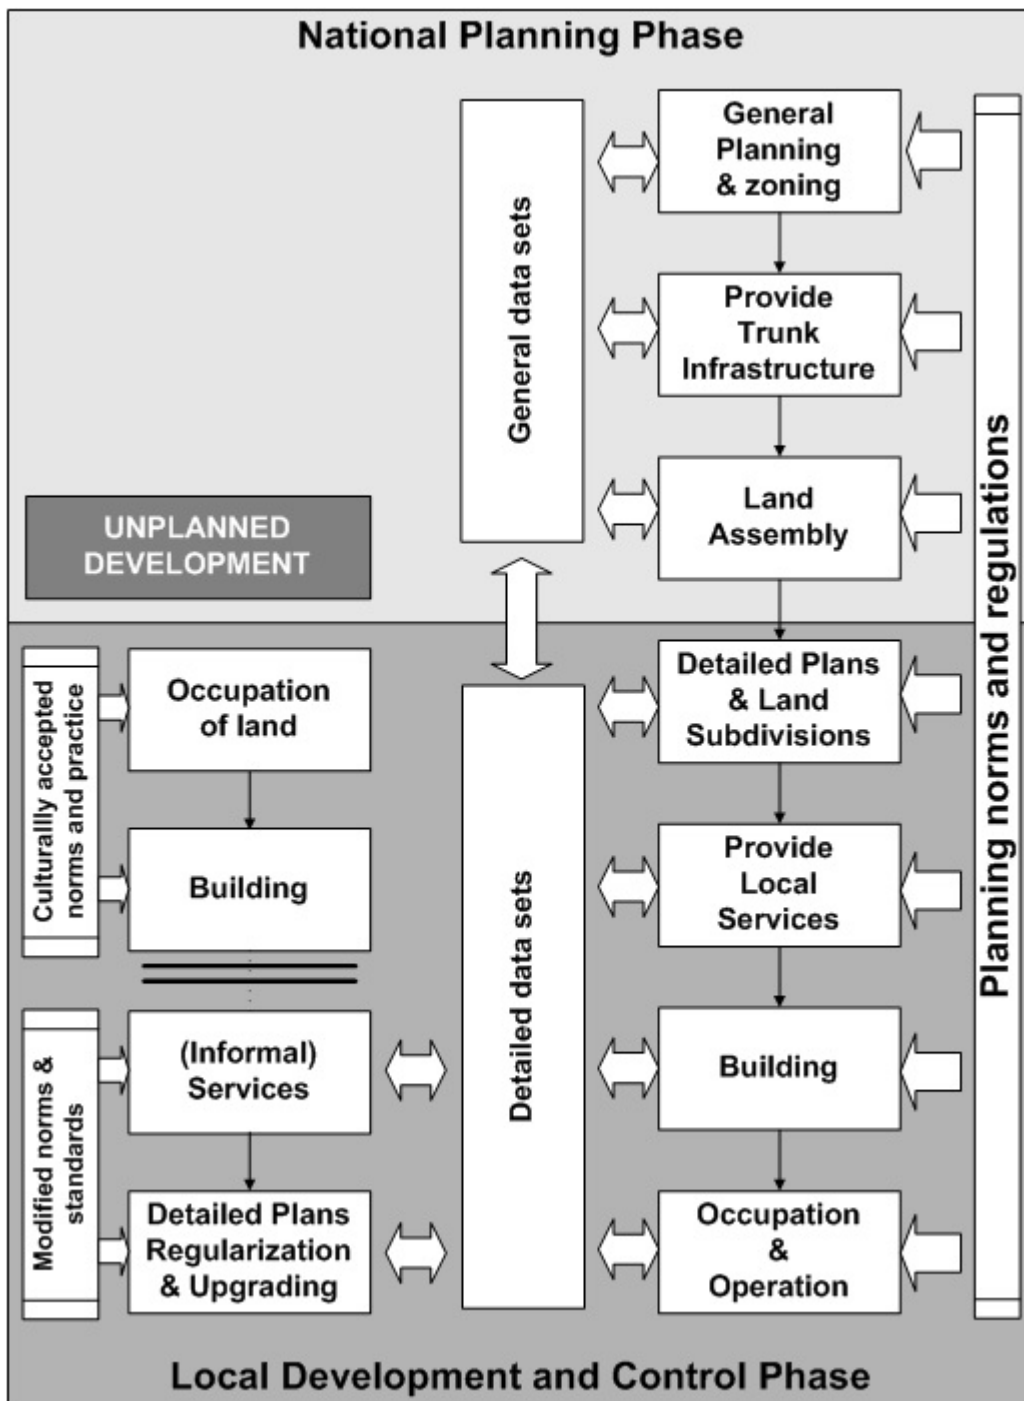 National Planning Phase
General
Planning
& zoning
General data sets
Provide
Trunk
Infrastructure
Land
Assembly
Planning norms and regulations
UNPLANNED
DEVELOPMENT
Culturallly accepted
norms and practice
Occupation
of land
Building
Modified norms &
standards
(Informal)
Services
Detailed Plans
Regularization
& Upgrading
Detailed data sets
Detailed Plans
& Land
Subdivisions
Provide
Local
Services
Building
Occupation
&
Operation
Local Development and Control Phase